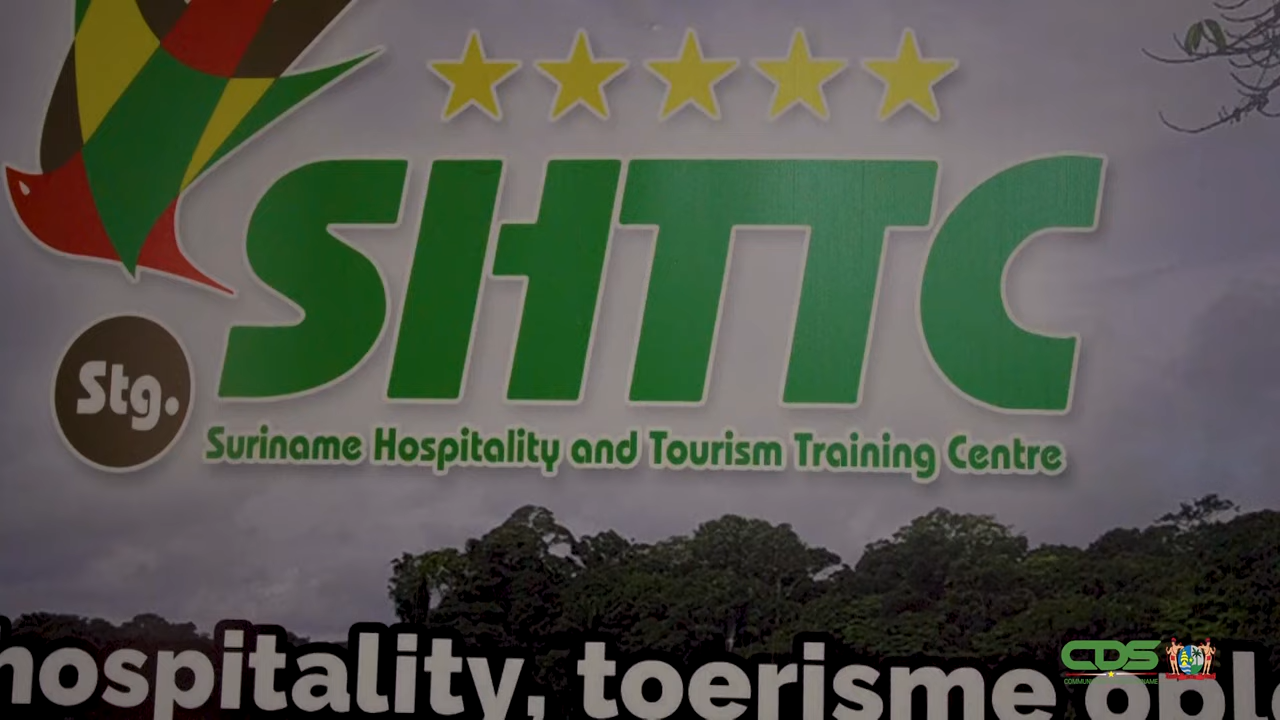 SHTTC
Stg.
Suriname Hospitality and Tourism Training Centre
hospitality, toerisme
CDS